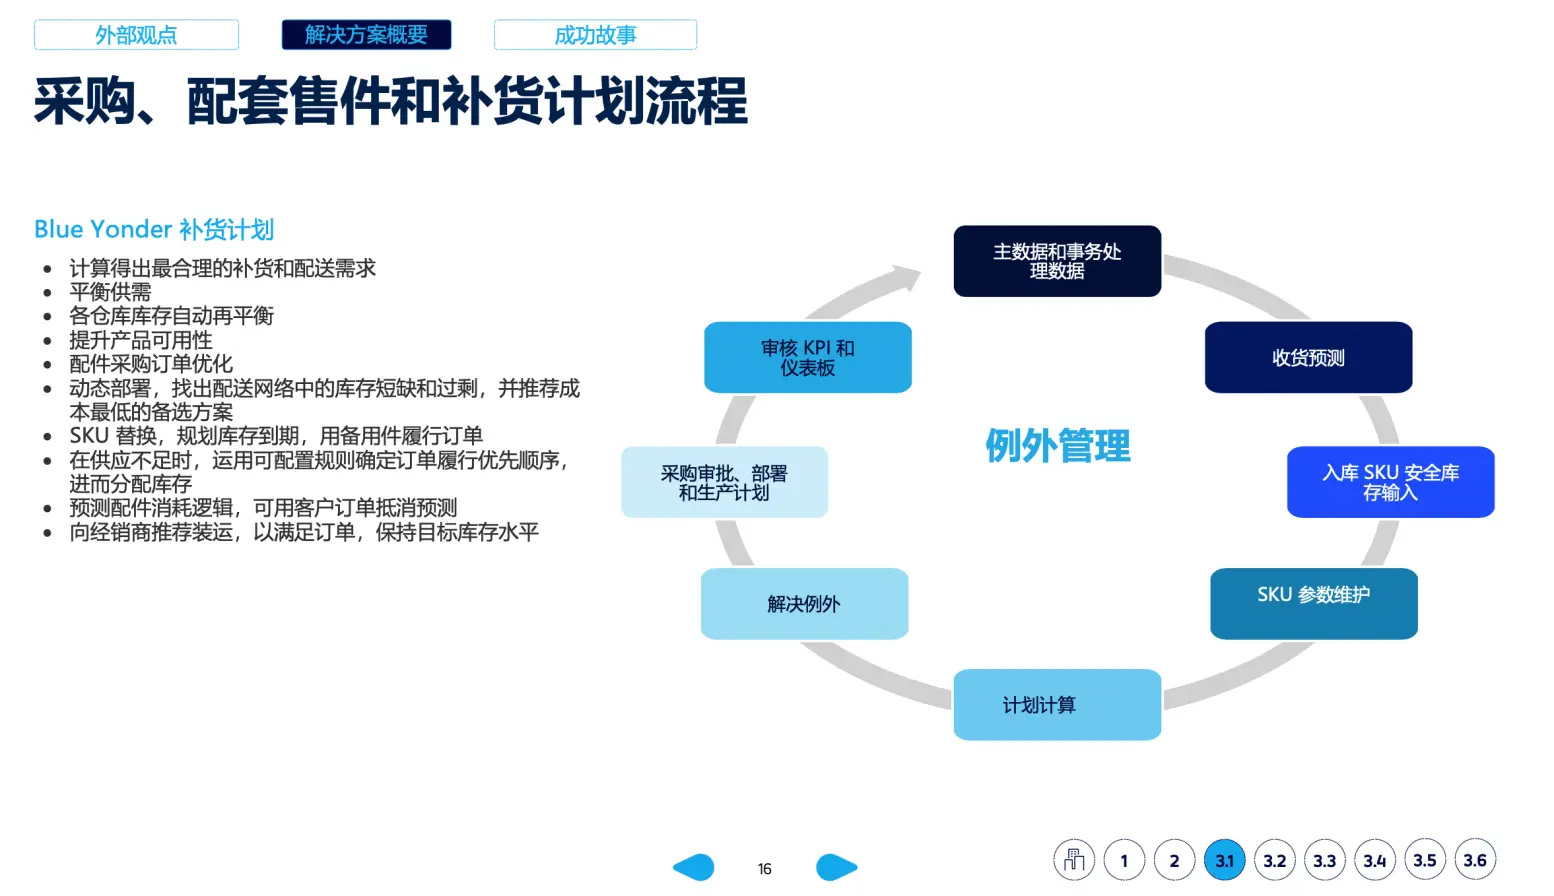 外部观点
解决方案概要
成功故事
采购、配套售件和补货计划流程
Blue Yonder 补货计划
• 计算得出最合理的补货和配送需求
• 平衡供需
• 各仓库库存自动再平衡
• 提升产品可用性
• 配件采购订单优化
• 动态部署，找出配送网络中的库存短缺和过剩，并推荐成
本最低的备选方案
• SKU 替换，规划库存到期，用备用件履行订单
• 在供应不足时，运用可配置规则确定订单履行优先顺序，
进而分配库存
• 预测配件消耗逻辑，可用客户订单抵消预测
• 向经销商推荐装运，以满足订单，保持目标库存水平
主数据和事务处
理数据
收货预测
入库 SKU 安全库
存输入
SKU 参数维护
计划计算
解决例外
采购审批、部署
和生产计划
审核 KPI 和
仪表板
例外管理
16
1
2
3.1
3.2
3.3
3.4
3.5
3.6